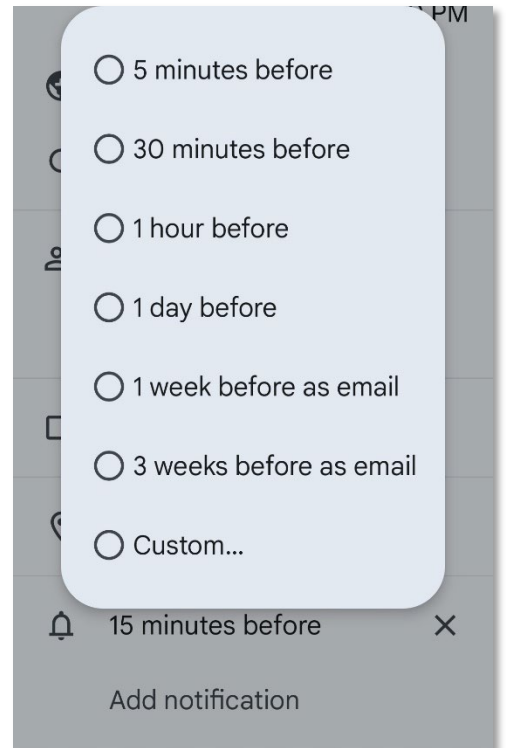 PM
5 minutes before
30 minutes before
1 hour before
1 day before
1 week before as email
3 weeks before as email
Custom...
15 minutes before
Add notification